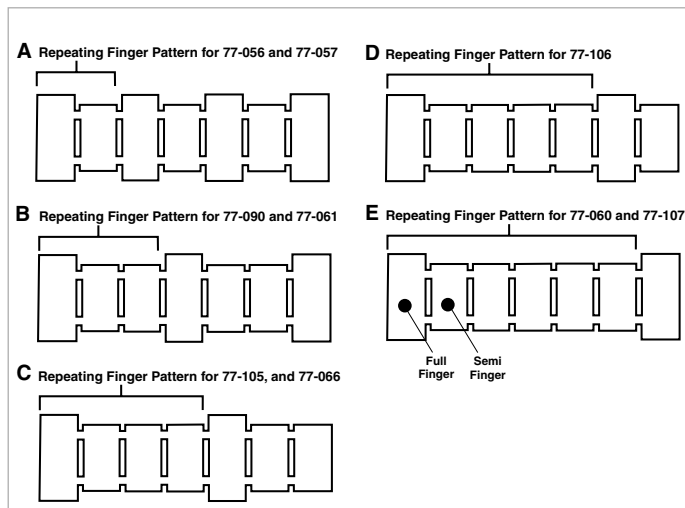 A Repeating Finger Pattern for 77-056 and 77-057
B Repeating Finger Pattern for 77-090 and 77-061
C Repeating Finger Pattern for 77-105, and 77-066
D Repeating Finger Pattern for 77-106
E Repeating Finger Pattern for 77-060 and 77-107
Full
Finger
Semi
Finger